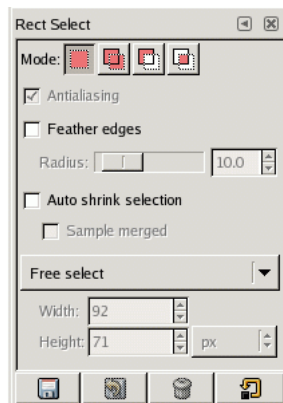 Rect Select
Mode:
Antialiasing
Feather edges
Radius: 10.0
Auto shrink selection
Sample merged
Free select
Width: 92
Height: 71 px